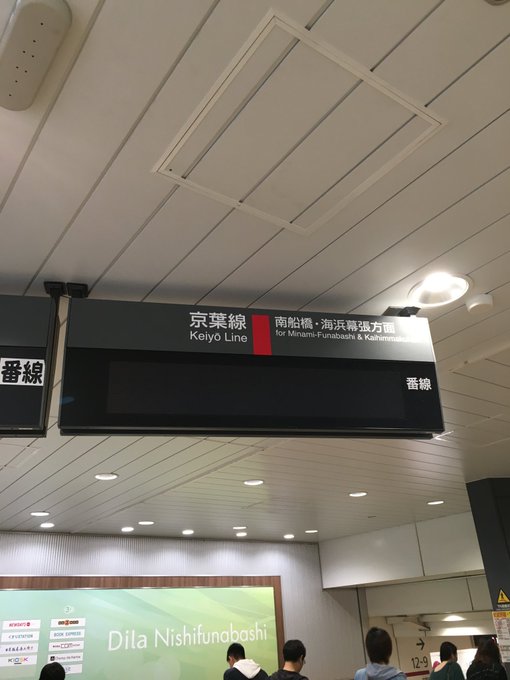 京葉線
Keiyō Line
南船橋・海浜幕張方面
for Minami-Funabashi &
番線
番線
Dila Nishifunabashi
NEWDAYS
BOOK EXPRESS
KIOSK
12-9